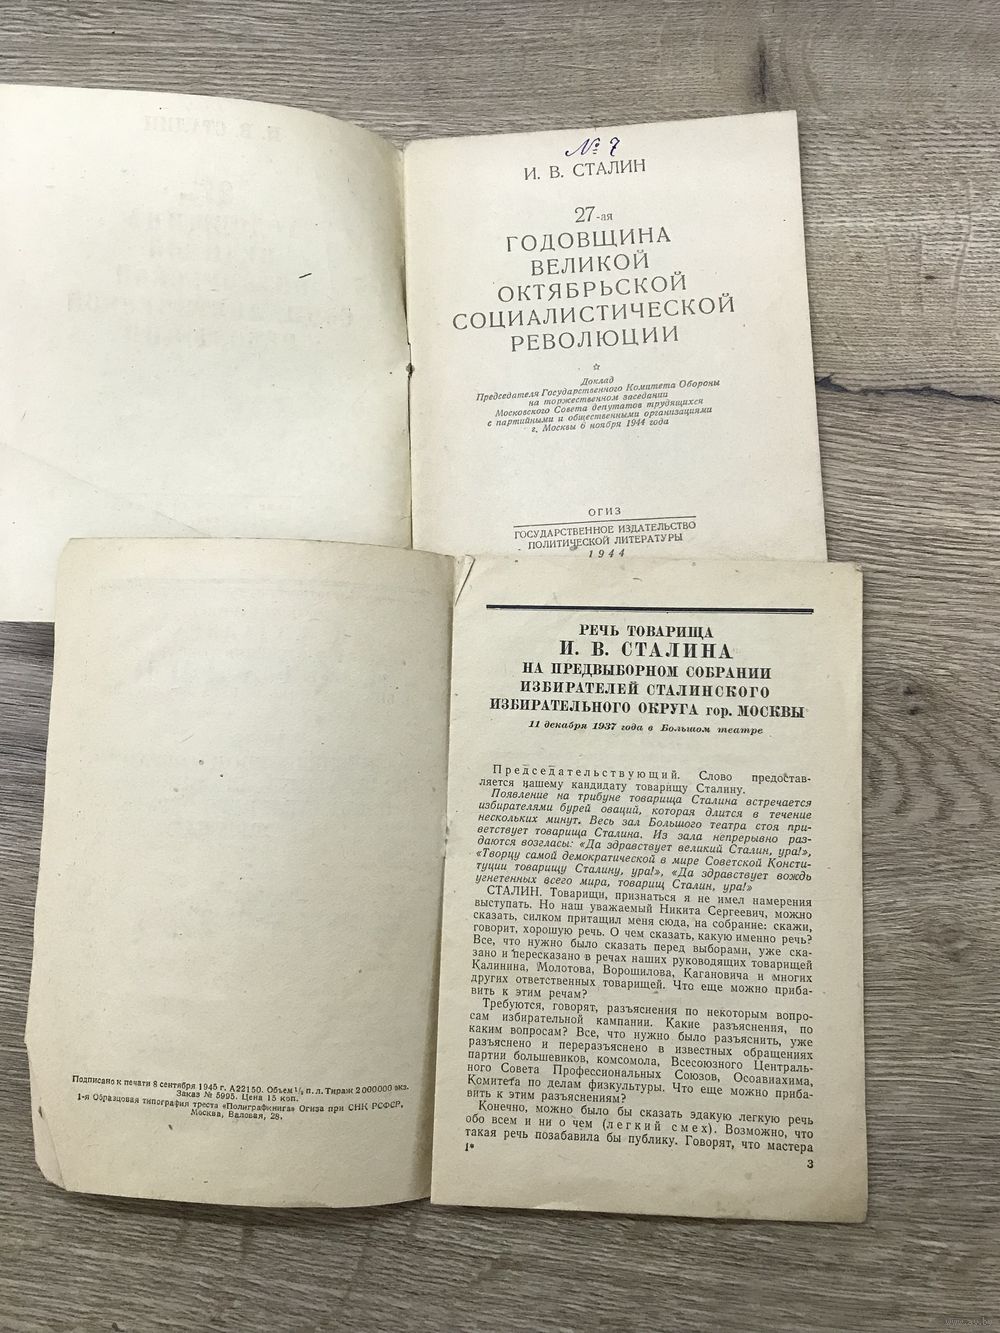 № 7
И. В. СТАЛИН
27-ая
ГОДОВЩИНА
ВЕЛИКОЙ
ОКТЯБРЬСКОЙ
СОЦИАЛИСТИЧЕСКОЙ
РЕВОЛЮЦИИ
Доклад
Председателя Государственного Комитета Обороны
на торжественном заседании
Московского Совета депутатов трудящихся
с партийными и общественными организациями
г. Москвы 6 ноября 1944 года
ОГИЗ
ГОСУДАРСТВЕННОЕ ИЗДАТЕЛЬСТВО
ПОЛИТИЧЕСКОЙ ЛИТЕРАТУРЫ
1944
Подписано к печати 8 сентября 1945 г. А22150. Объем ½ п. л. Тираж 2 000 000 экз.
Заказ № 5995. Цена 15 коп.
1-я Образцовая типография треста «Полиграфкнига» Огиза при СНК РСФСР.
Москва, Валовая, 28.
РЕЧЬ ТОВАРИЩА
И. В. СТАЛИНА
НА ПРЕДВЫБОРНОМ СОБРАНИИ
ИЗБИРАТЕЛЕЙ СТАЛИНСКОГО
ИЗБИРАТЕЛЬНОГО ОКРУГА гор. МОСКВЫ
11 декабря 1937 года в Большом театре
Председательствующий. Слово предостав-
ляется нашему кандидату товарищу Сталину.
Появление на трибуне товарища Сталина встречается
избирателями бурей оваций, которая длится в течение
нескольких минут. Весь зал Большого театра стоя при-
ветствует товарища Сталина. Из зала непрерывно раз-
даются возгласы: «Да здравствует великий Сталин, ура!»,
«Творцу самой демократической в мире Советской Консти-
туции товарищу Сталину, ура!», «Да здравствует вождь
угнетенных всего мира, товарищ Сталин, ура!»
СТАЛИН. Товарищи, признаться я не имел намерения
выступать. Но наш уважаемый Никита Сергеевич, можно
сказать, силком притащил меня сюда, на собрание: скажи,
говорит, хорошую речь. О чем сказать, какую именно речь?
Все, что нужно было сказать перед выборами, уже ска-
зано и пересказано в речах наших руководящих товарищей
Калинина, Молотова, Ворошилова, Кагановича и многих
других ответственных товарищей. Что еще можно приба-
вить к этим речам?
Требуются, говорят, разъяснения по некоторым вопро-
сам избирательной кампании. Какие разъяснения, по
каким вопросам? Все, что нужно было разъяснить, уже
разъяснено и переразъяснено в известных обращениях
партии большевиков, комсомола, Всесоюзного Централь-
ного Совета Профессиональных Союзов, Осоавиахима,
Комитета по делам физкультуры. Что еще можно приба-
вить к этим разъяснениям?
Конечно, можно было бы сказать эдакую легкую речь
обо всем и ни о чем (легкий смех). Возможно, что
такая речь позабавила бы публику. Говорят, что мастера
1*
3